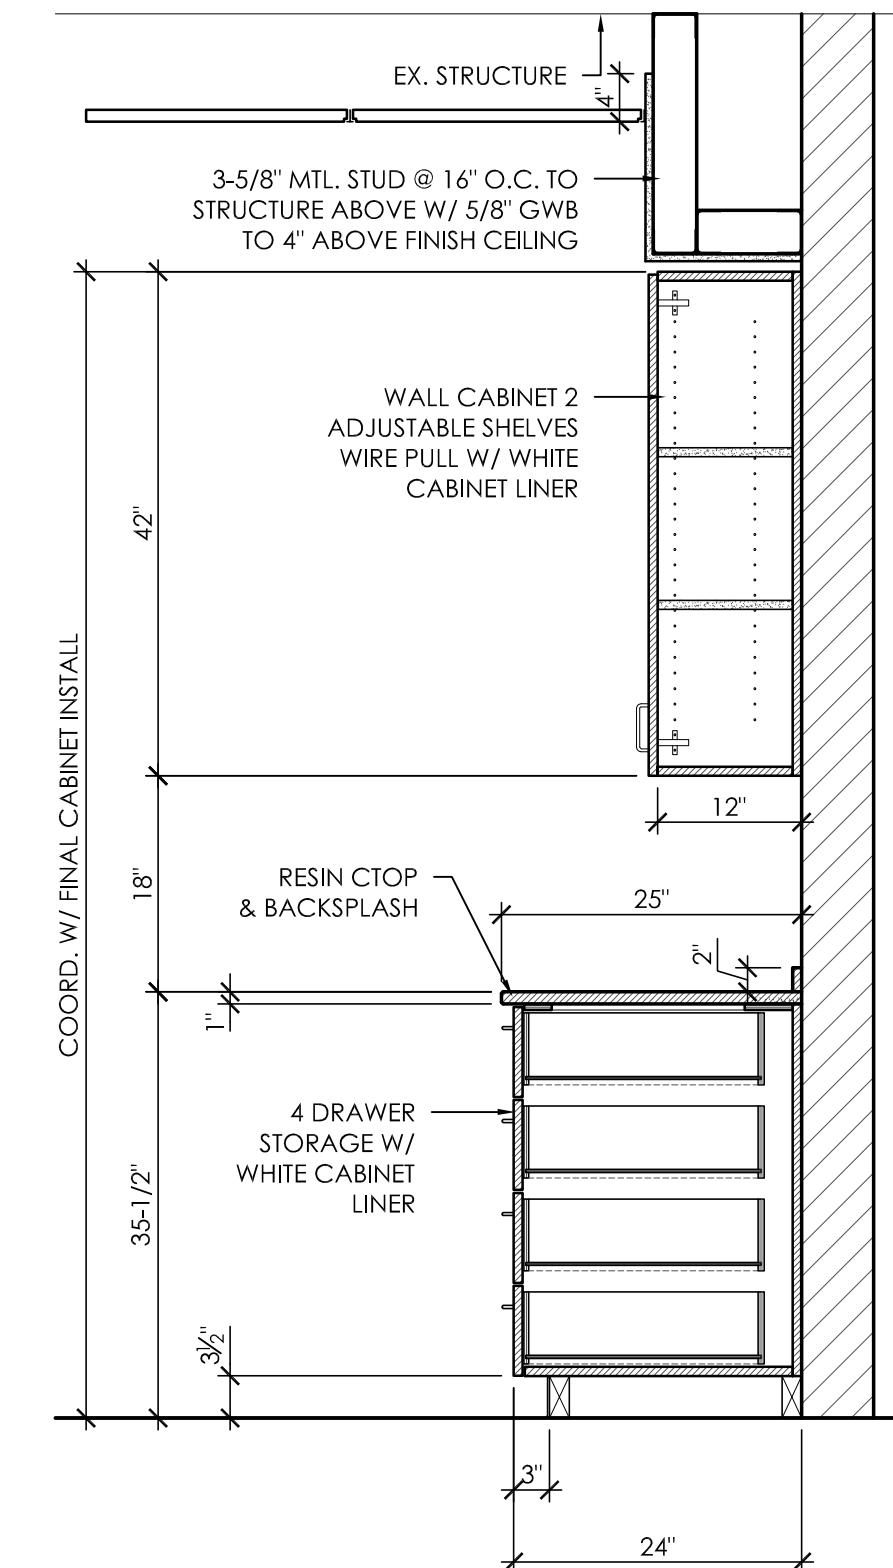 EX. STRUCTURE
4"
3-5/8" MTL. STUD @ 16" O.C. TO
STRUCTURE ABOVE W/ 5/8" GWB
TO 4" ABOVE FINISH CEILING
WALL CABINET 2
ADJUSTABLE SHELVES
WIRE PULL W/ WHITE
CABINET LINER
42"
COORD. W/ FINAL CABINET INSTALL
12"
18"
RESIN CTOP
& BACKSPLASH
25"
2"
1"
4 DRAWER
STORAGE W/
WHITE CABINET
LINER
35-1/2"
3½"
3"
24"